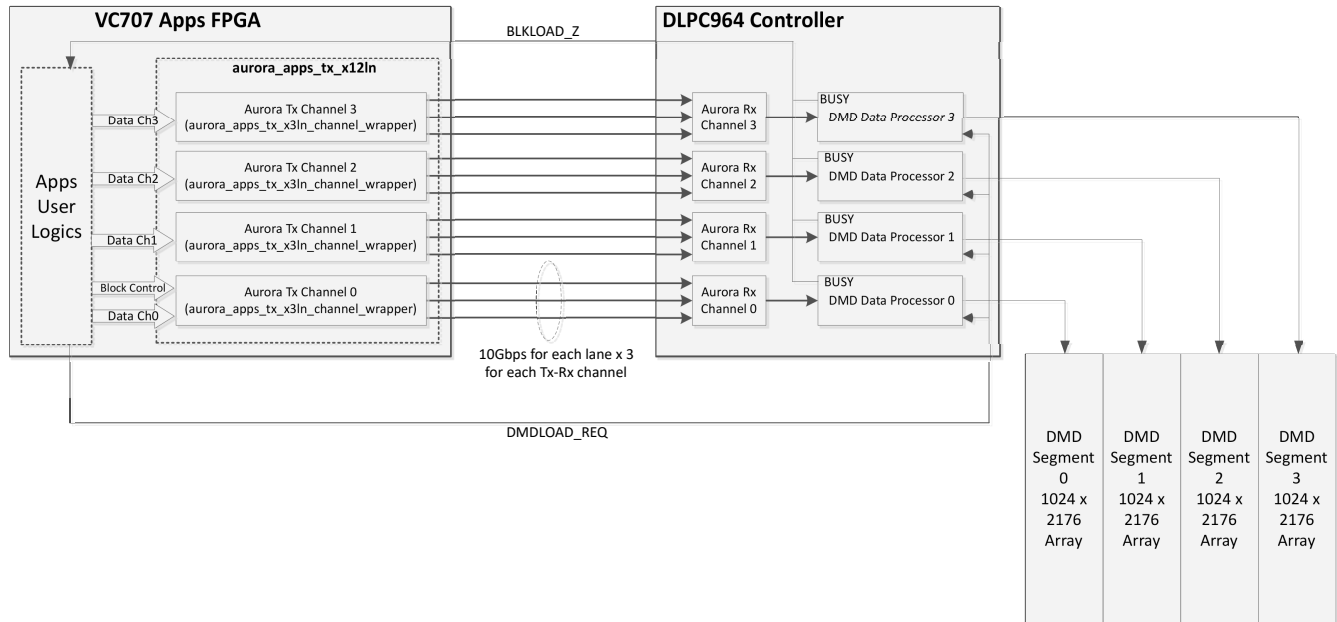 VC707 Apps FPGA
DLPC964 Controller
BLKLOAD_Z
aurora_apps_tx_x12ln
Apps
User
Logics
Data Ch3
Aurora Tx Channel 3
(aurora_apps_tx_x3ln_channel_wrapper)
Aurora Rx
Channel 3
BUSY
DMD Data Processor 3
Data Ch2
Aurora Tx Channel 2
(aurora_apps_tx_x3ln_channel_wrapper)
Aurora Rx
Channel 2
BUSY
DMD Data Processor 2
Data Ch1
Aurora Tx Channel 1
(aurora_apps_tx_x3ln_channel_wrapper)
Aurora Rx
Channel 1
BUSY
DMD Data Processor 1
Block Control
Data Ch0
Aurora Tx Channel 0
(aurora_apps_tx_x3ln_channel_wrapper)
Aurora Rx
Channel 0
BUSY
DMD Data Processor 0
10Gbps for each lane x 3
for each Tx-Rx channel
DMDLOAD_REQ
DMD
Segment
0
1024 x
2176
Array
DMD
Segment
1
1024 x
2176
Array
DMD
Segment
2
1024 x
2176
Array
DMD
Segment
3
1024 x
2176
Array